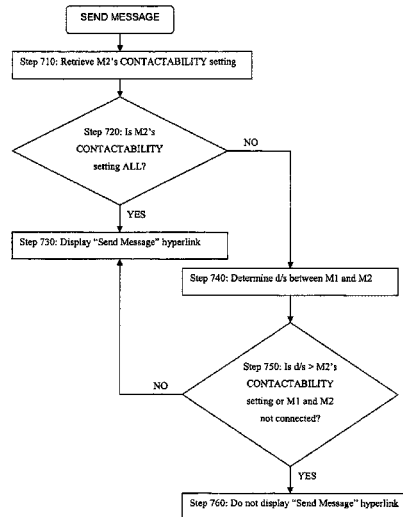 SEND MESSAGE
Step 710: Retrieve M2's CONTACTABILITY setting
Step 720: Is M2's
CONTACTABILITY
setting ALL?
NO
YES
Step 730: Display "Send Message" hyperlink
Step 740: Determine d/s between M1 and M2
Step 750: Is d/s > M2's
CONTACTABILITY
setting or M1 and M2
not connected?
NO
YES
Step 760: Do not display "Send Message" hyperlink